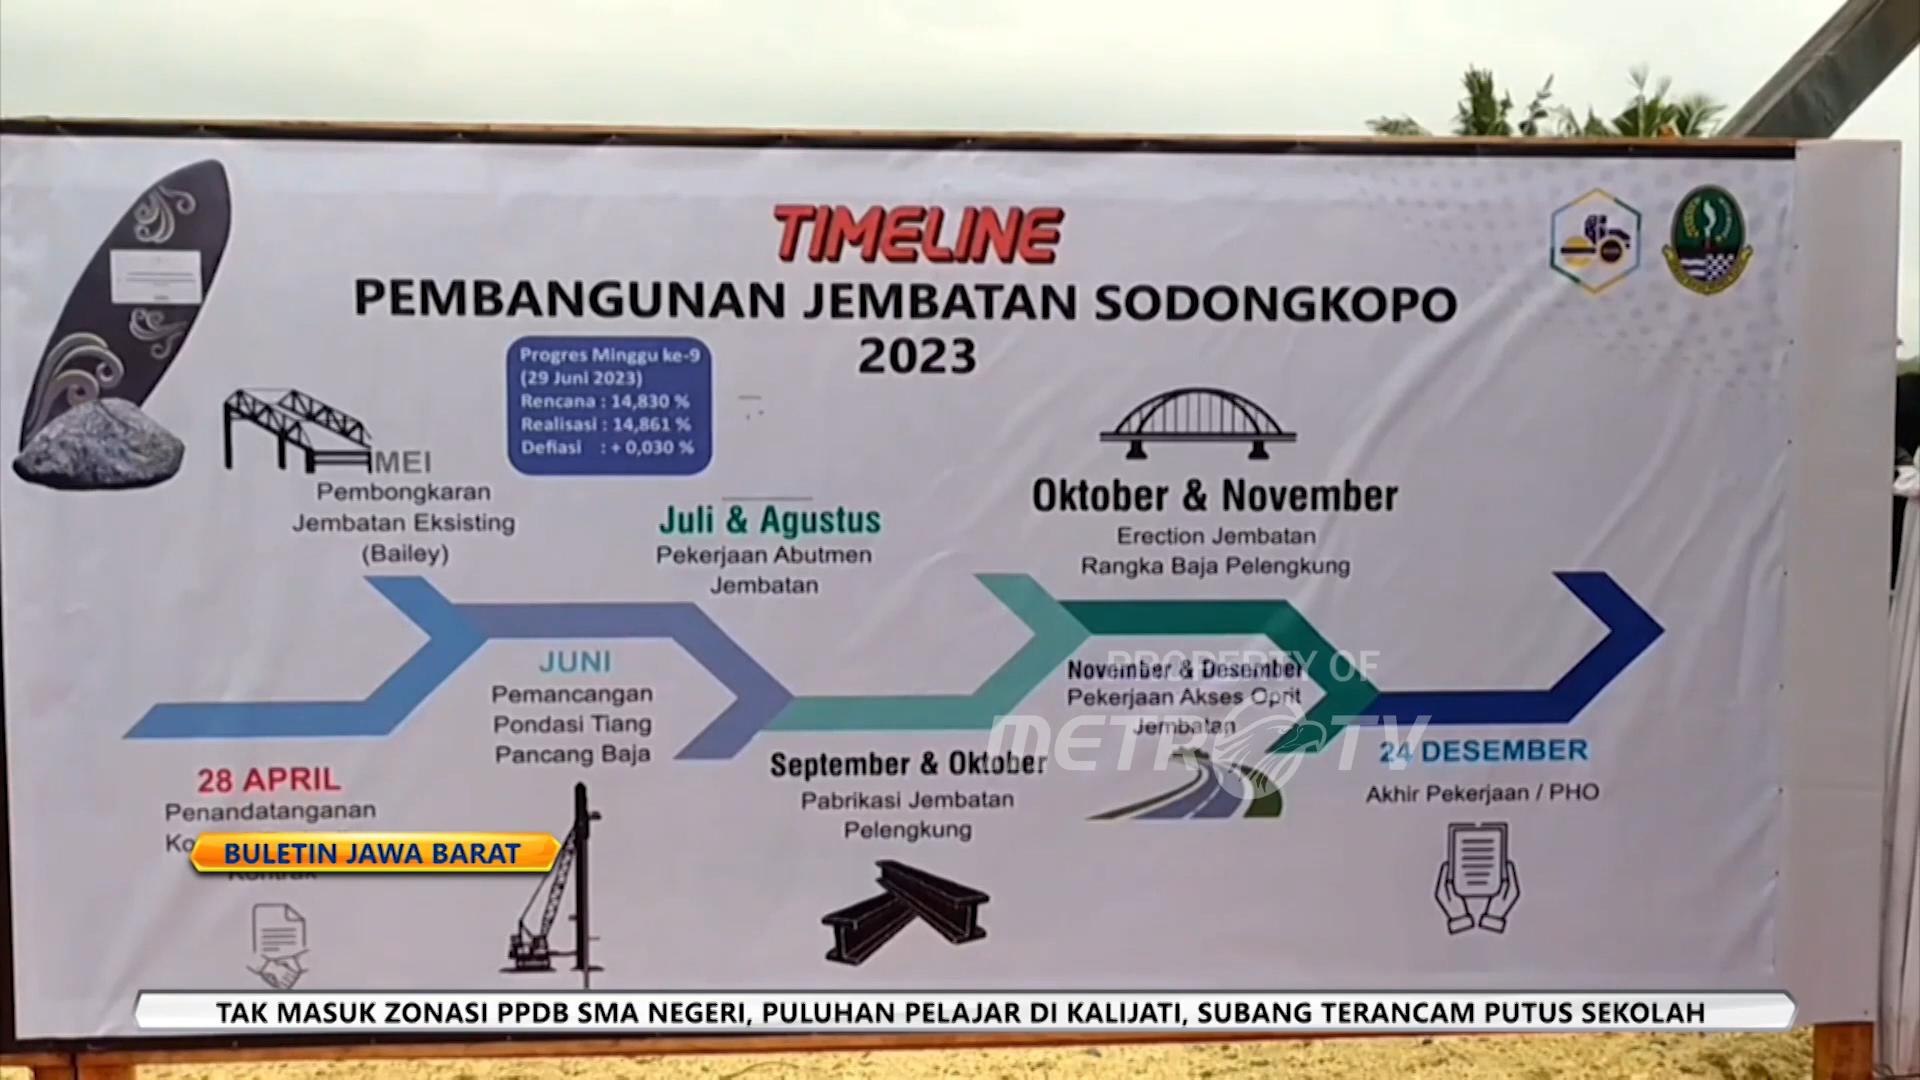 TIMELINE
PEMBANGUNAN JEMBATAN SODONGKOPO
2023
Progres Minggu ke-9
(29 Juni 2023)
Rencana : 14,830 %
Realisasi : 14,861 %
Defiasi : + 0,030 %
MEI
Pembongkaran
Jembatan Eksisting
(Bailey)
Juli & Agustus
Pekerjaan Abutmen
Jembatan
Oktober & November
Erection Jembatan
Rangka Baja Pelengkung
28 APRIL
Penandatanganan
JUNI
Pemancangan
Pondasi Tiang
Pancang Baja
September & Oktober
Pabrikasi Jembatan
Pelengkung
November & Desember
Pekerjaan Akses Oprit
Jembatan
24 DESEMBER
Akhir Pekerjaan / PHO
PROPERTY OF
METRO TV
BULETIN JAWA BARAT
TAK MASUK ZONASI PPDB SMA NEGERI, PULUHAN PELAJAR DI KALIJATI, SUBANG TERANCAM PUTUS SEKOLAH